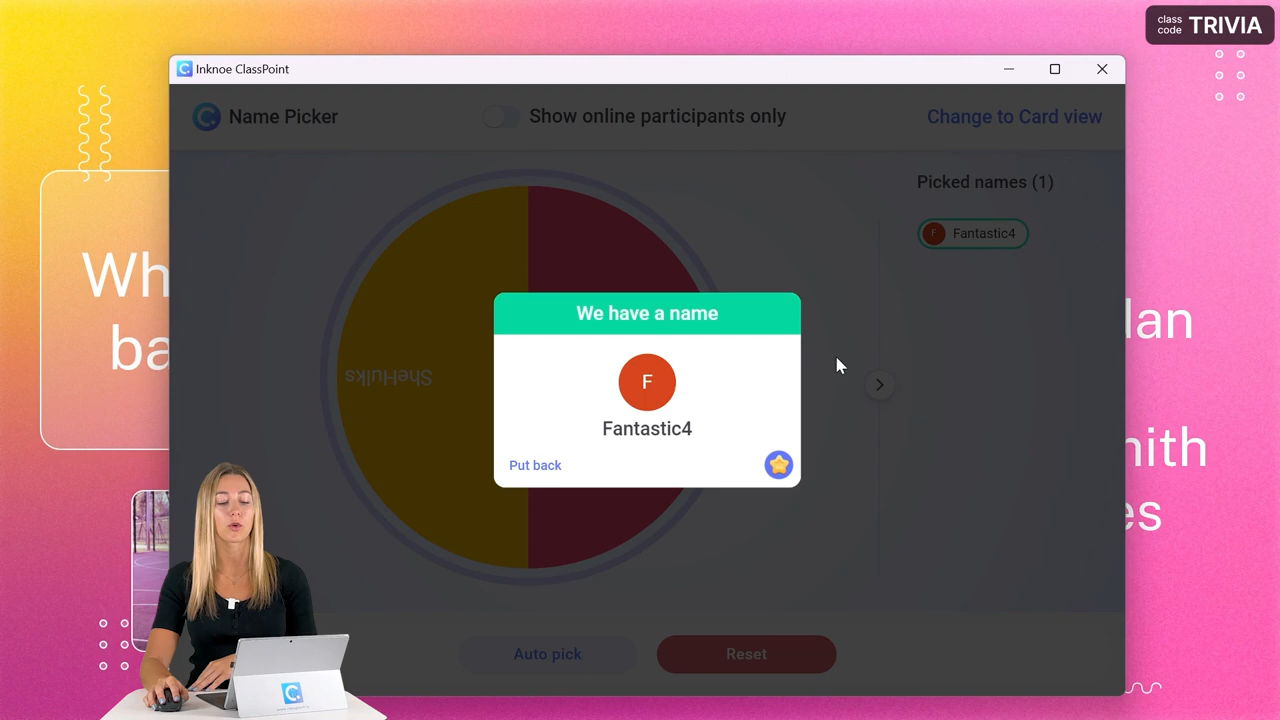 class
code TRIVIA
Inknoe ClassPoint
Name Picker
Show online participants only
Change to Card view
Picked names (1)
F Fantastic4
Wh
ba
SheHulks
We have a name
F
Fantastic4
Put back
lan
nith
es
Auto pick
Reset